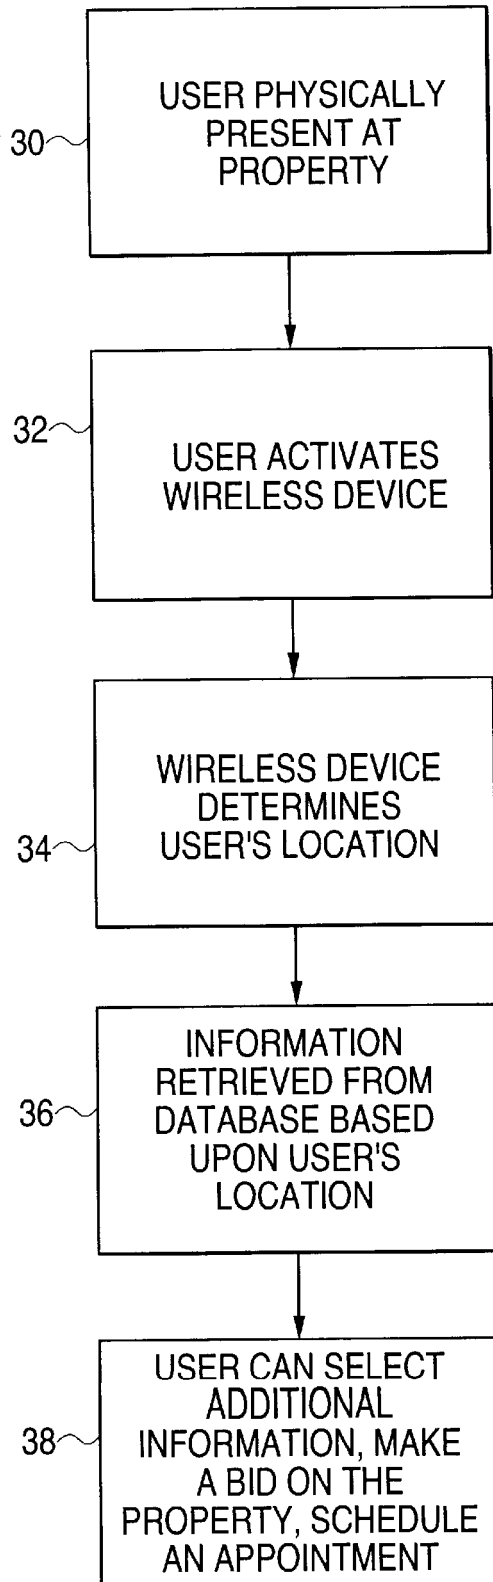 USER PHYSICALLY
PRESENT AT
PROPERTY
30
32
USER ACTIVATES
WIRELESS DEVICE
WIRELESS DEVICE
DETERMINES
USER'S LOCATION
34
INFORMATION
RETRIEVED FROM
DATABASE BASED
UPON USER'S
LOCATION
36
USER CAN SELECT
ADDITIONAL
INFORMATION, MAKE
A BID ON THE
PROPERTY, SCHEDULE
AN APPOINTMENT
38